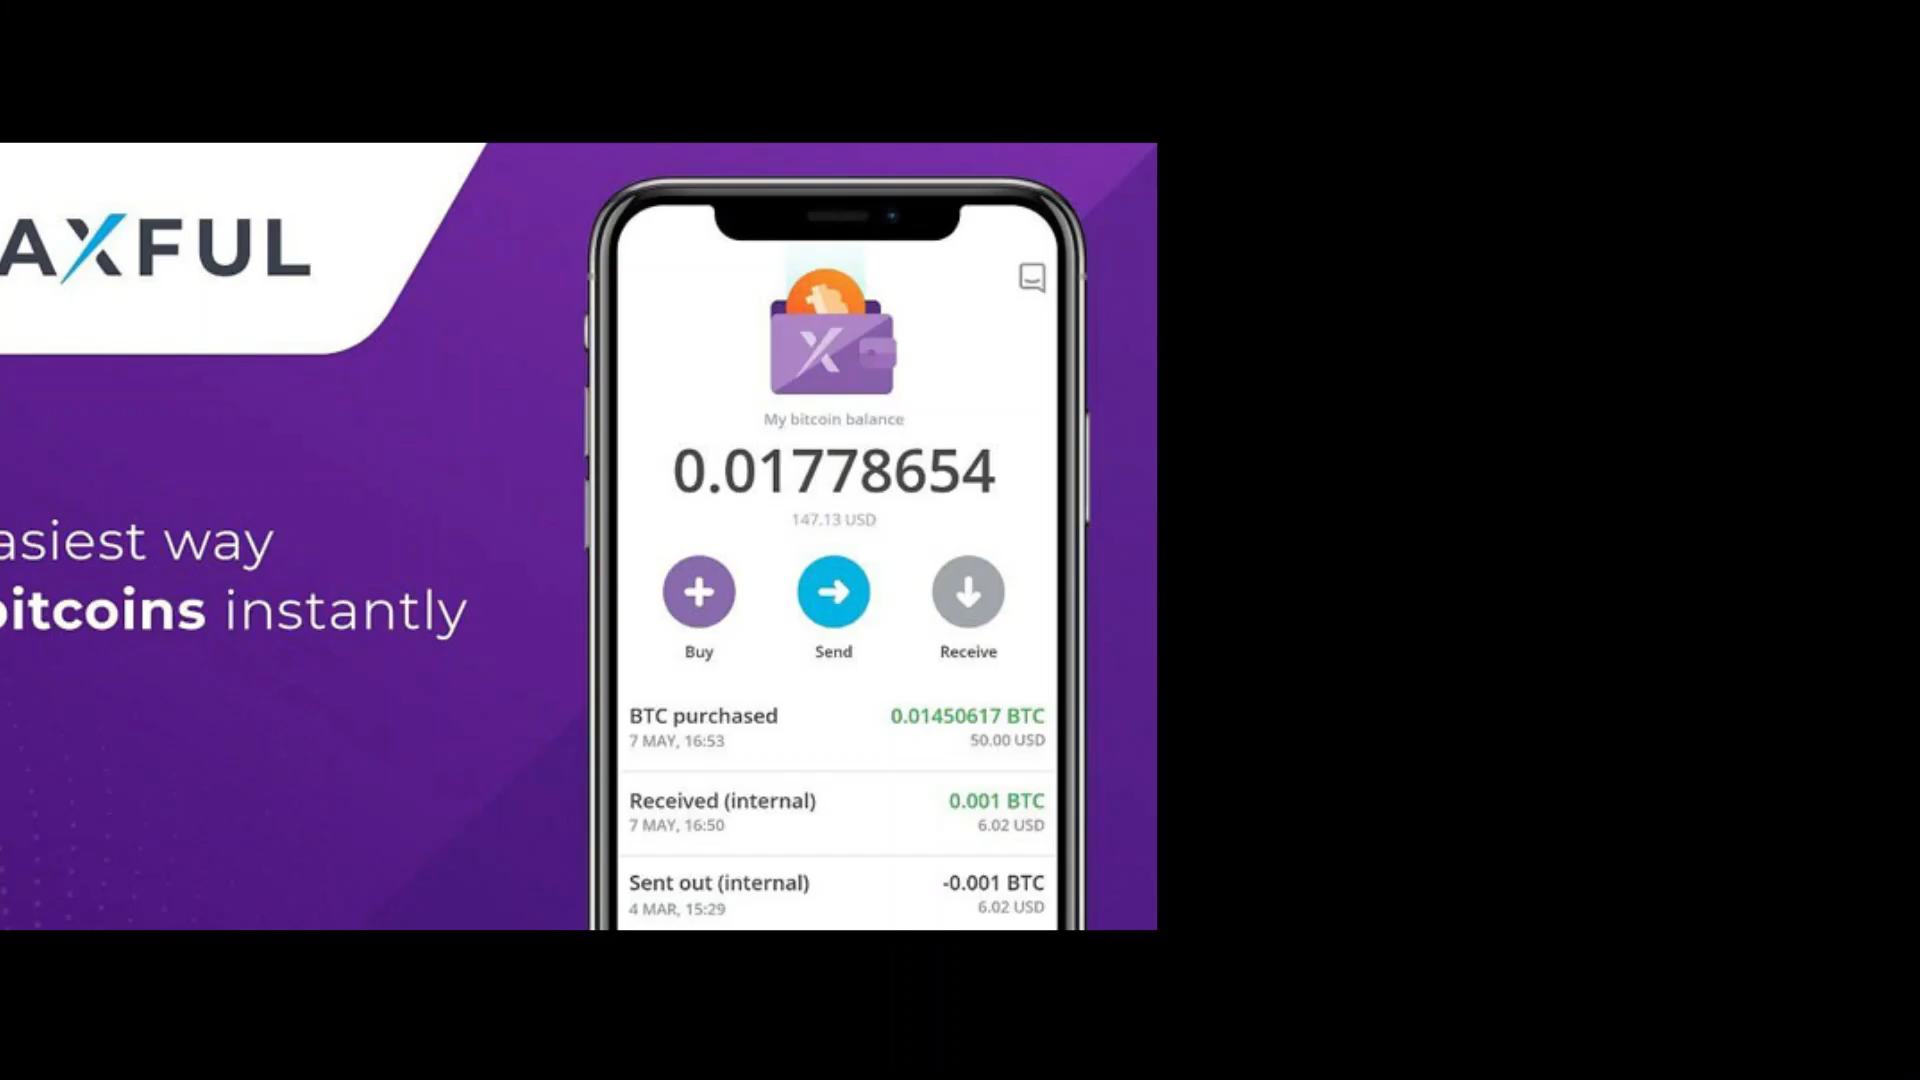 AXFUL
asiest way
bitcoins instantly
My bitcoin balance
0.01778654
147.13 USD
Buy
Send
Receive
BTC purchased 0.01450617 BTC
7 MAY, 16:53 50.00 USD
Received (internal) 0.001 BTC
7 MAY, 16:50 6.02 USD
Sent out (internal) -0.001 BTC
4 MAR, 15:29 6.02 USD